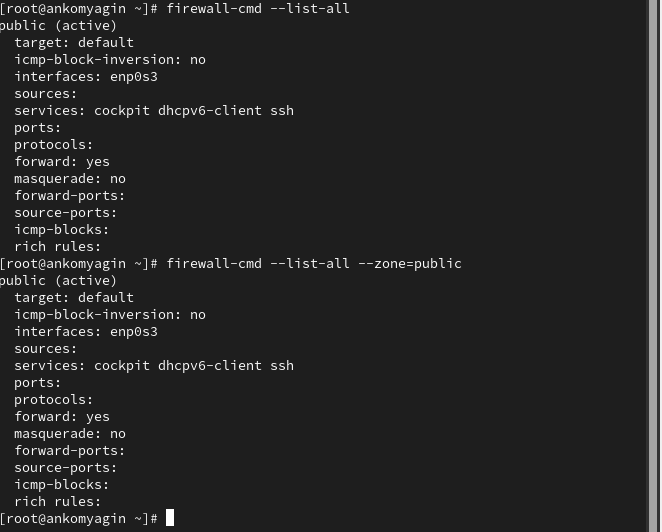 [root@ankomyagin ~]# firewall-cmd --list-all
public (active)
  target: default
  icmp-block-inversion: no
  interfaces: enp0s3
  sources:
  services: cockpit dhcpv6-client ssh
  ports:
  protocols:
  forward: yes
  masquerade: no
  forward-ports:
  source-ports:
  icmp-blocks:
  rich rules:
[root@ankomyagin ~]# firewall-cmd --list-all --zone=public
public (active)
  target: default
  icmp-block-inversion: no
  interfaces: enp0s3
  sources:
  services: cockpit dhcpv6-client ssh
  ports:
  protocols:
  forward: yes
  masquerade: no
  forward-ports:
  source-ports:
  icmp-blocks:
  rich rules:
[root@ankomyagin ~]#